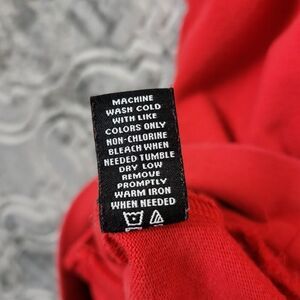 MACHINE
WASH COLD
WITH LIKE
COLORS ONLY
NON-CHLORINE
BLEACH WHEN
NEEDED TUMBLE
DRY LOW
REMOVE
PROMPTLY
WARM IRON
WHEN NEEDED